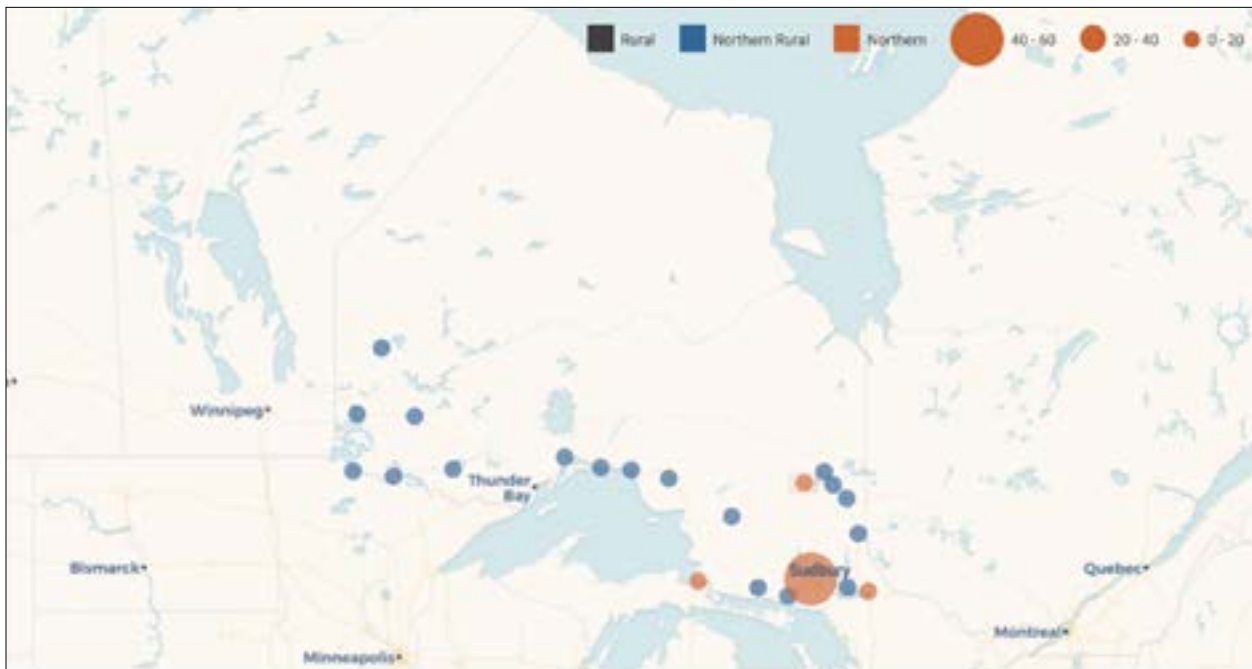 Rural Northern Rural Northern 40 - 60 20 - 40 0 - 20
Winnipeg
Thunder
Bay
Sudbury
Bismarck
Quebec
Montreal
Minneapolis